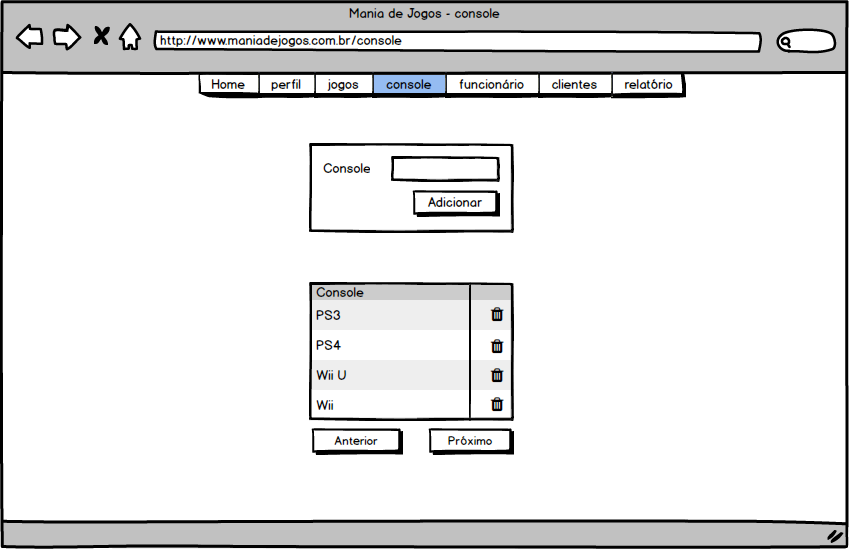 Mania de Jogos - console
http://www.maniadejogos.com.br/console
Home perfil jogos console funcionário clientes relatório
Console
Adicionar
Console
PS3
PS4
Wii U
Wii
Anterior Próximo